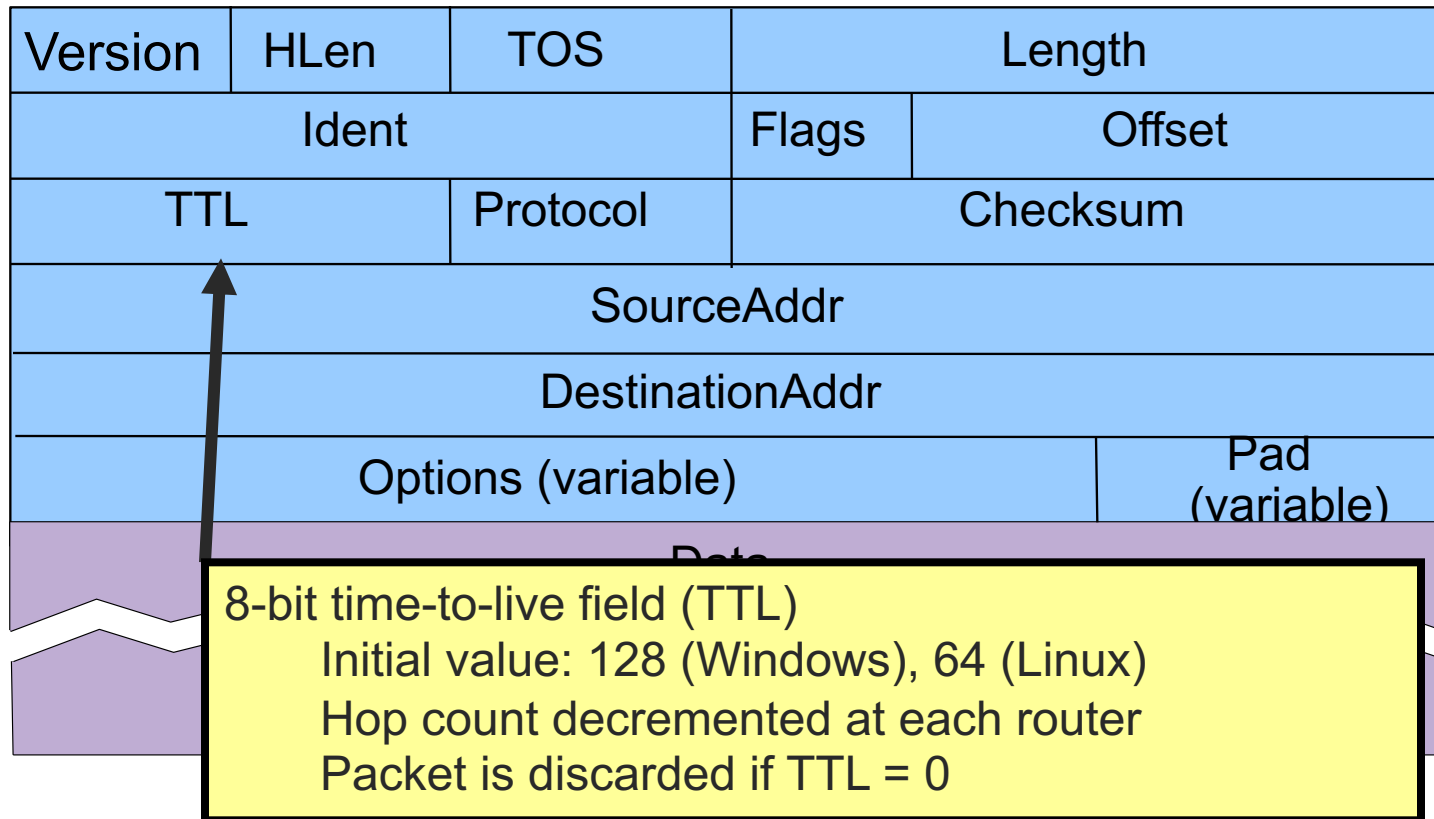 Version HLen TOS Length
Ident Flags Offset
TTL Protocol Checksum
SourceAddr
DestinationAddr
Options (variable) Pad
(variable)
Data
8-bit time-to-live field (TTL)
Initial value: 128 (Windows), 64 (Linux)
Hop count decremented at each router
Packet is discarded if TTL = 0